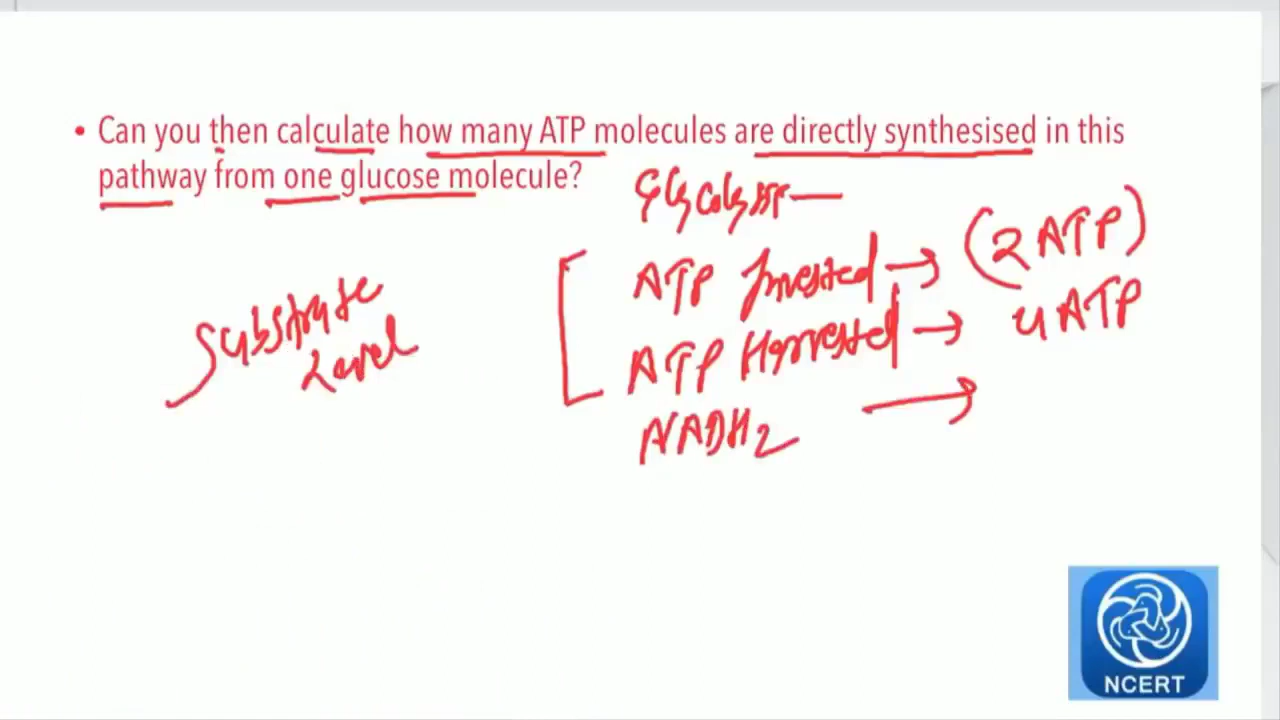 • Can you then calculate how many ATP molecules are directly synthesised in this
pathway from one glucose molecule?
ATP Invested → (2 ATP)
ATP Harvested → 4 ATP
NADH2 →
Substrate
Level
NCERT